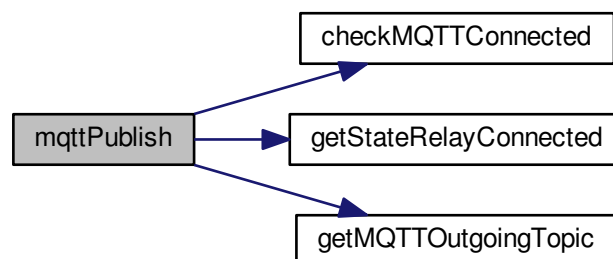 checkMQTTConnected
mqttPublish
getStateRelayConnected
getMQTTOutgoingTopic